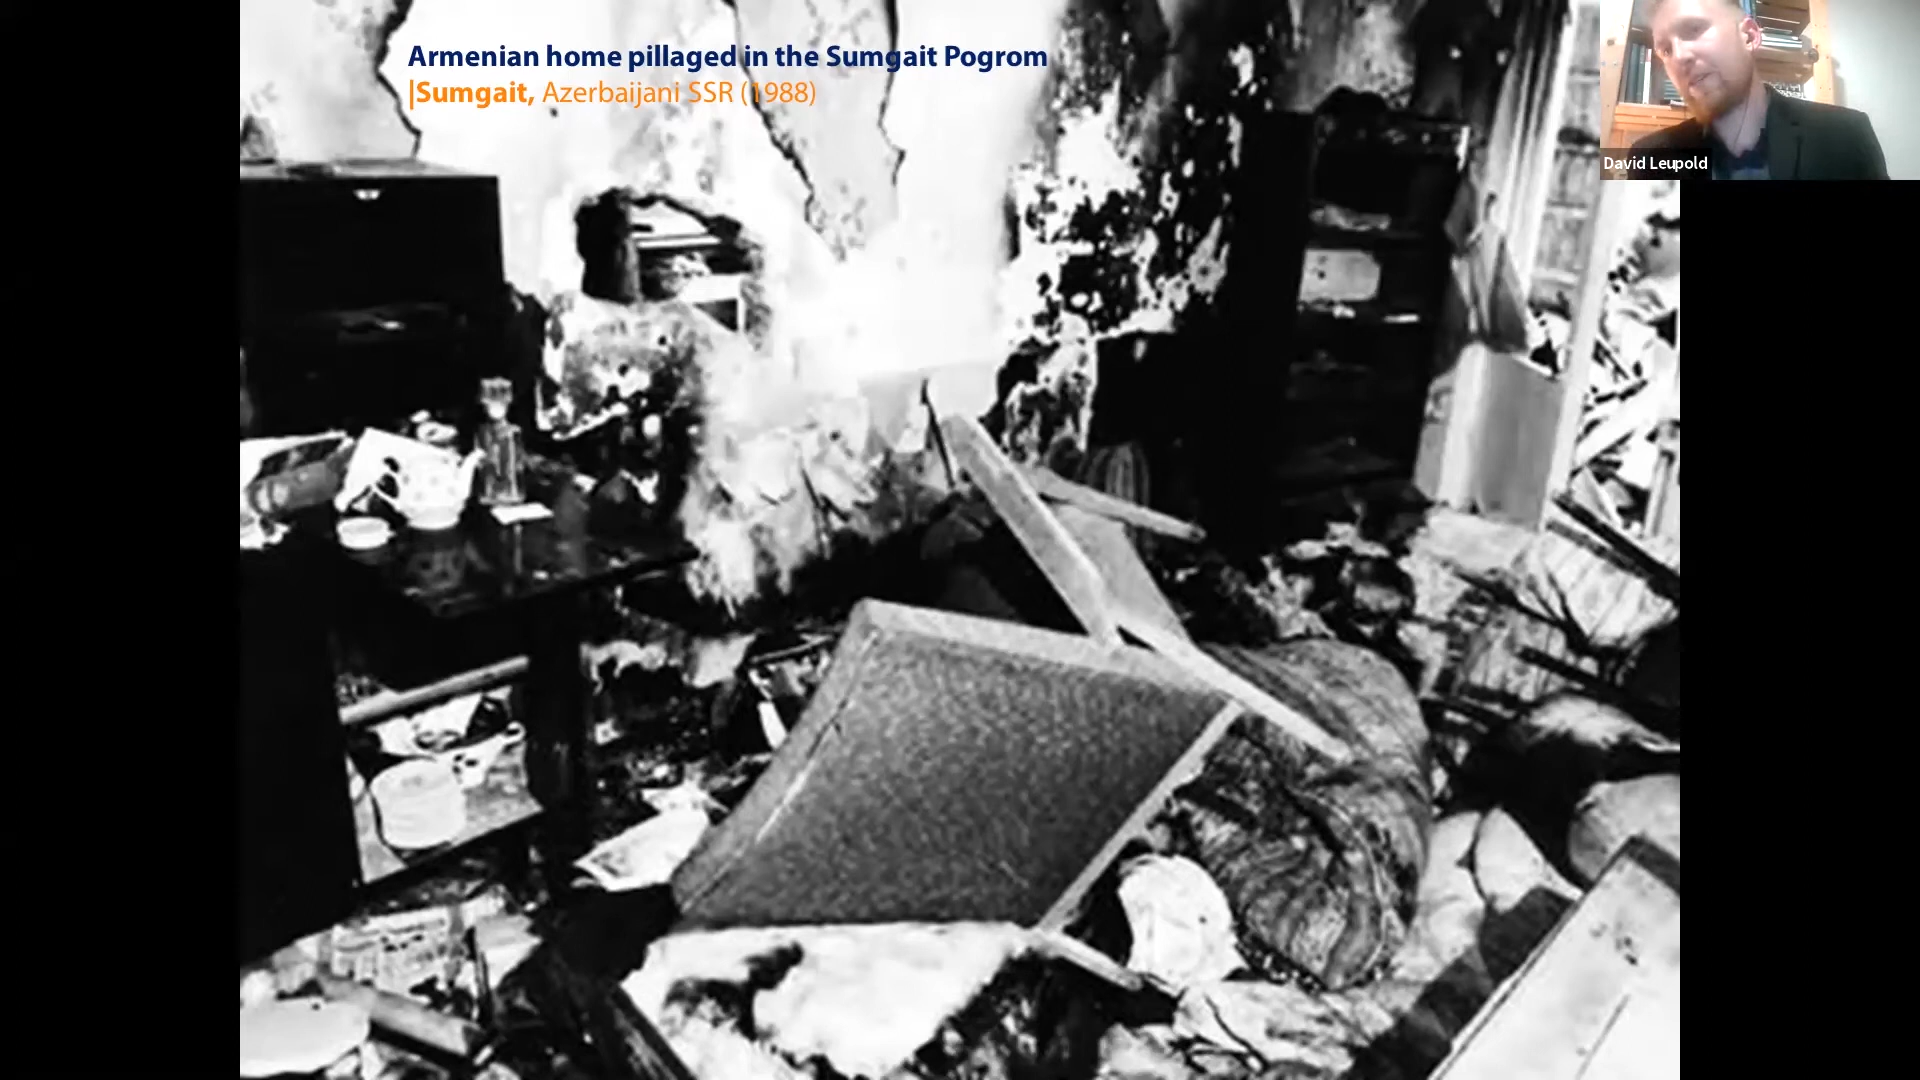 Armenian home pillaged in the Sumgait Pogrom
|Sumgait, Azerbaijani SSR (1988)
David Leupold